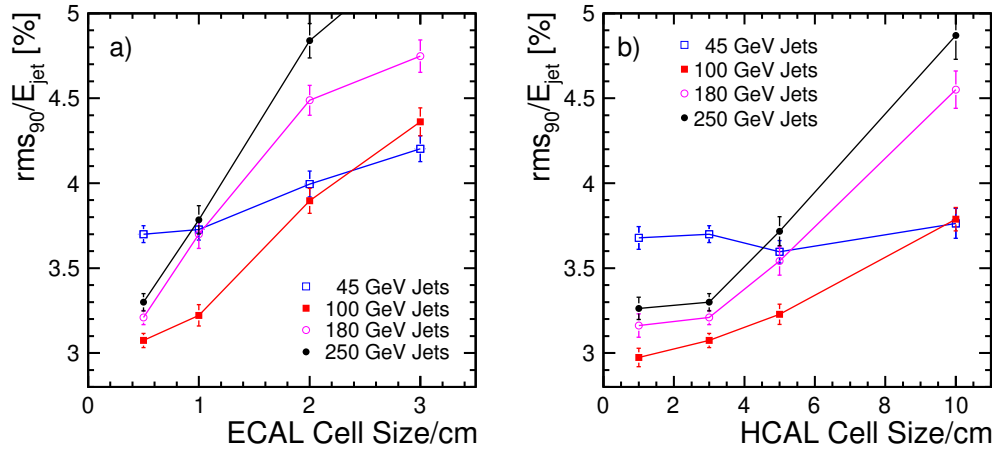 a)
rms90/Ejet [%]
5
4.5
4
3.5
3
0 1 2 3
ECAL Cell Size/cm
45 GeV Jets
100 GeV Jets
180 GeV Jets
250 GeV Jets
b)
rms90/Ejet [%]
5
4.5
4
3.5
3
0 2 4 6 8 10
HCAL Cell Size/cm
45 GeV Jets
100 GeV Jets
180 GeV Jets
250 GeV Jets